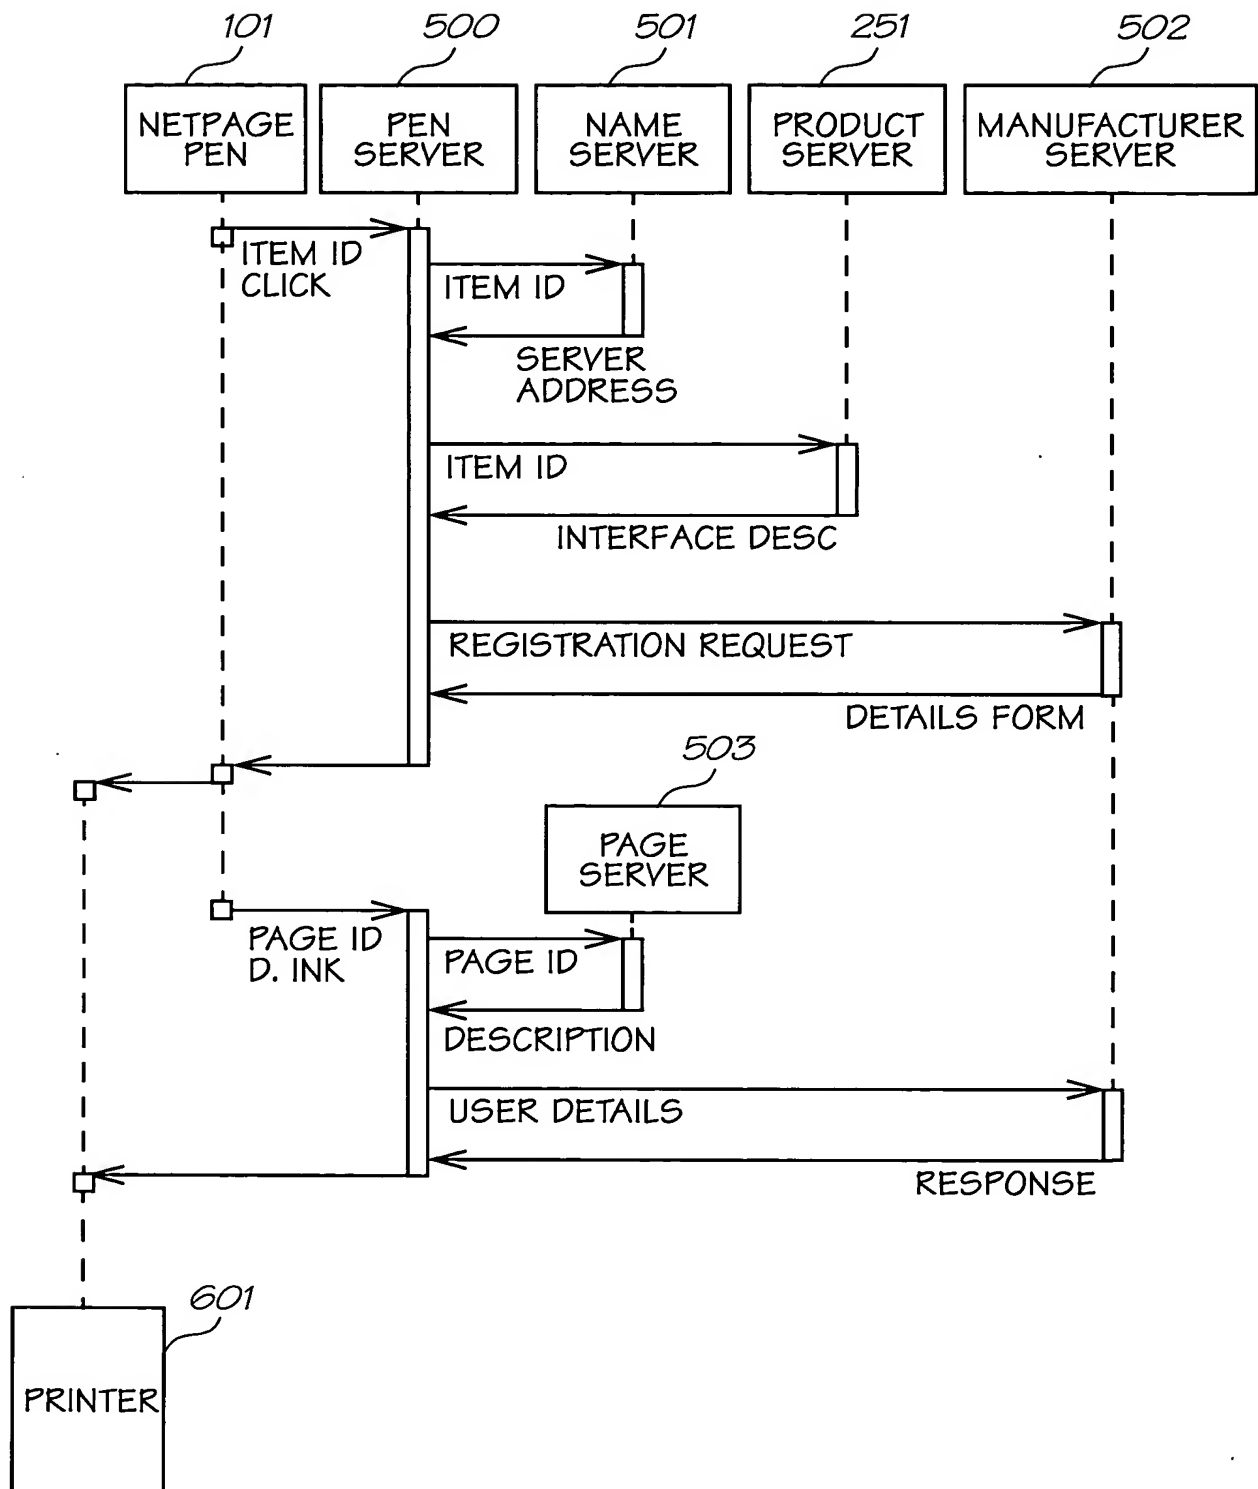 101
500
501
251
502
NETPAGE
PEN
PEN
SERVER
NAME
SERVER
PRODUCT
SERVER
MANUFACTURER
SERVER
ITEM ID
CLICK
ITEM ID
SERVER
ADDRESS
ITEM ID
INTERFACE DESC
REGISTRATION REQUEST
DETAILS FORM
503
PAGE
SERVER
PAGE ID
D. INK
PAGE ID
DESCRIPTION
USER DETAILS
RESPONSE
601
PRINTER